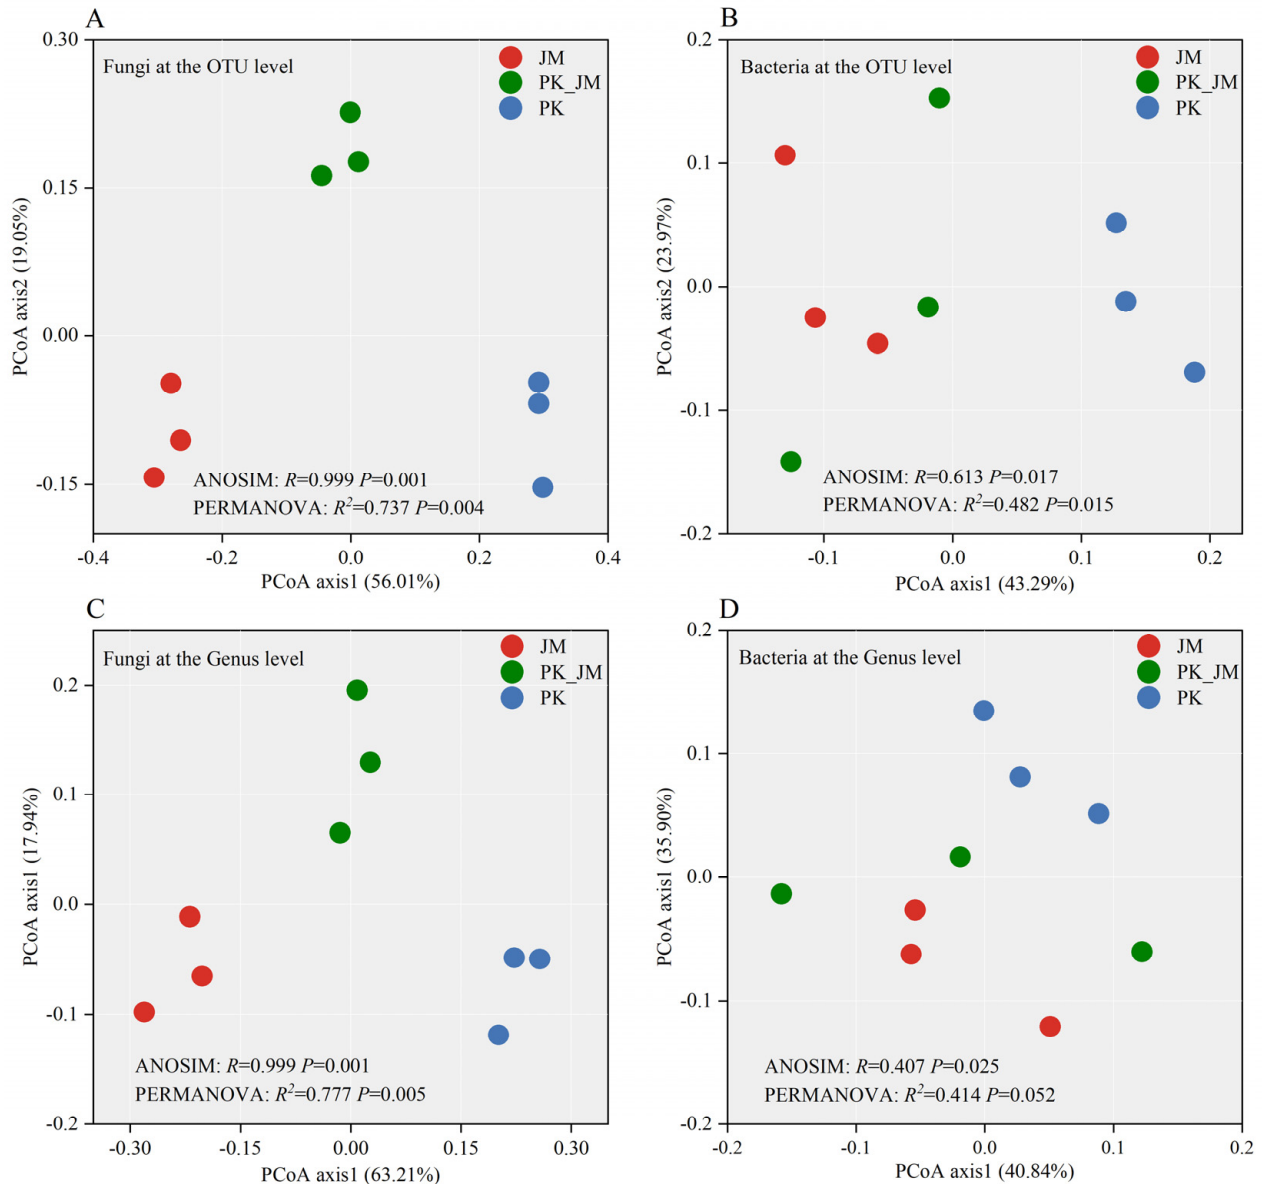 A
Fungi at the OTU level
JM
PK_JM
PK
0.30
0.15
0.00
-0.15
PCoA axis2 (19.05%)
ANOSIM: R=0.999 P=0.001
PERMANOVA: R²=0.737 P=0.004
-0.4 -0.2 0.0 0.2 0.4
PCoA axis1 (56.01%)
B
Bacteria at the OTU level
JM
PK_JM
PK
0.2
0.1
0.0
-0.1
-0.2
PCoA axis2 (23.97%)
ANOSIM: R=0.613 P=0.017
PERMANOVA: R²=0.482 P=0.015
-0.1 0.0 0.1 0.2
PCoA axis1 (43.29%)
C
Fungi at the Genus level
JM
PK_JM
PK
0.2
0.1
0.0
-0.1
-0.2
PCoA axis1 (17.94%)
ANOSIM: R=0.999 P=0.001
PERMANOVA: R²=0.777 P=0.005
-0.30 -0.15 0.00 0.15 0.30
PCoA axis1 (63.21%)
D
Bacteria at the Genus level
JM
PK_JM
PK
0.2
0.1
0.0
-0.1
-0.2
PCoA axis1 (35.90%)
ANOSIM: R=0.407 P=0.025
PERMANOVA: R²=0.414 P=0.052
-0.2 -0.1 0.0 0.1 0.2
PCoA axis1 (40.84%)